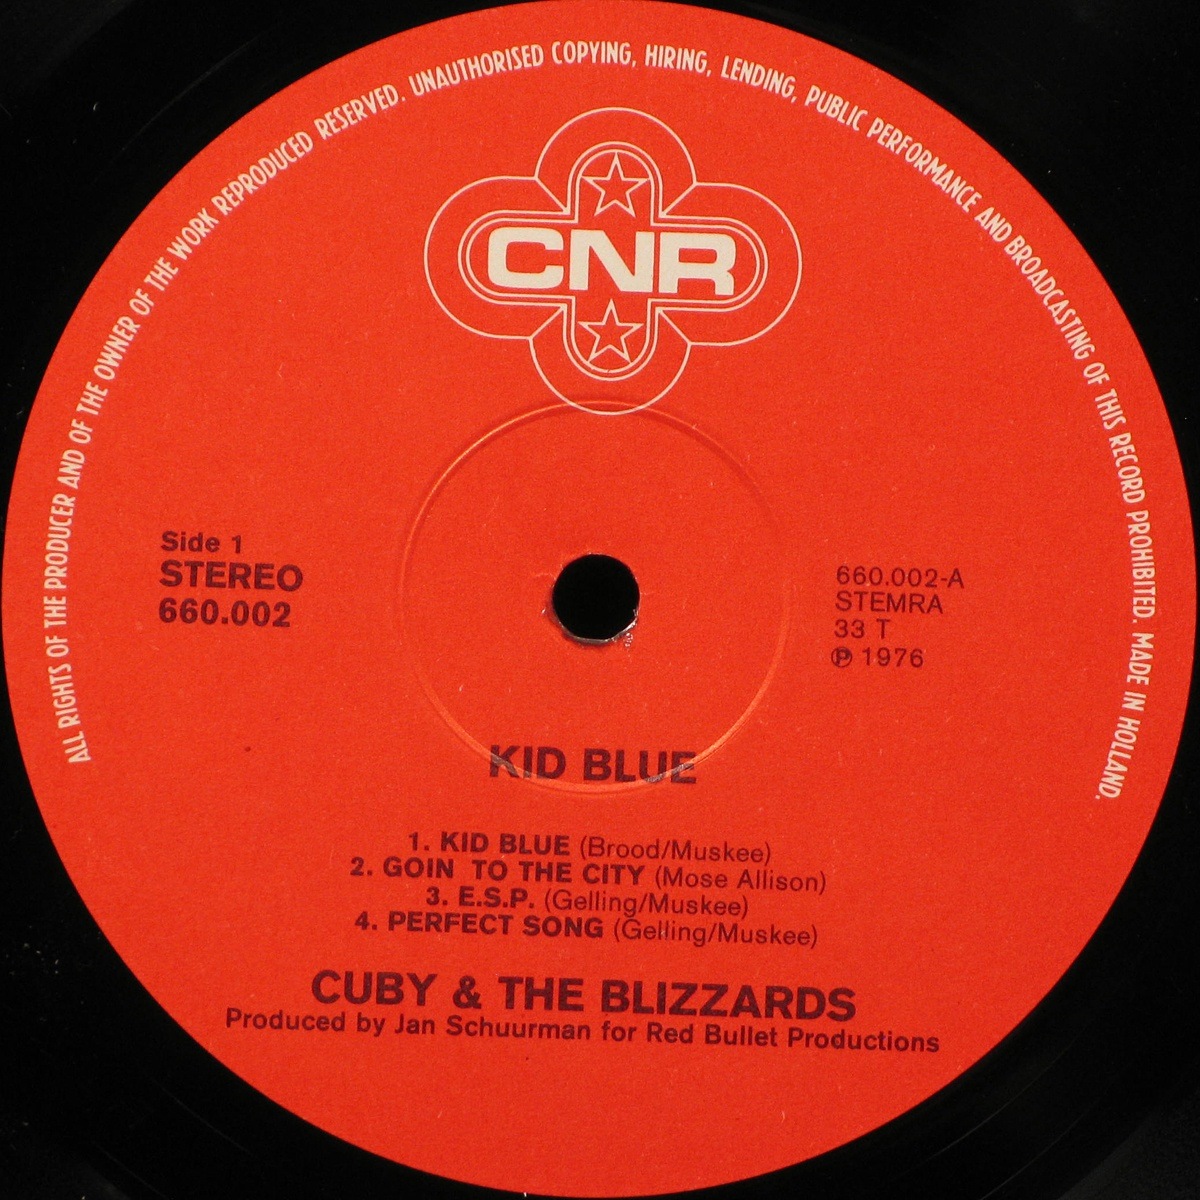 ALL RIGHTS OF THE PRODUCER AND OF THE OWNER OF THE WORK REPRODUCED RESERVED. UNAUTHORISED COPYING, HIRING, LENDING, PUBLIC PERFORMANCE AND BROADCASTING OF THIS RECORD PROHIBITED. MADE IN HOLLAND.
CNR
Side 1
STEREO
660.002
660.002-A
STEMRA
33 T
℗ 1976
KID BLUE
1. KID BLUE (Brood/Muskee)
2. GOIN TO THE CITY (Mose Allison)
3. E.S.P. (Gelling/Muskee)
4. PERFECT SONG (Gelling/Muskee)
CUBY & THE BLIZZARDS
Produced by Jan Schuurman for Red Bullet Productions